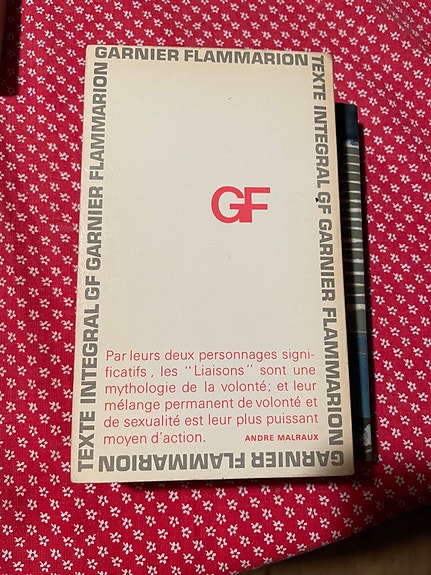 GARNIER FLAMMARION
TEXTE INTEGRAL GF GARNIER FLAMMARION
GF
Par leurs deux personnages signi-
ficatifs, les "Liaisons" sont une
mythologie de la volonté; et leur
mélange permanent de volonté et
de sexualité est leur plus puissant
moyen d'action. ANDRE MALRAUX
GARNIER FLAMMARION
TEXTE INTEGRAL GF GARNIER FLAMMARION